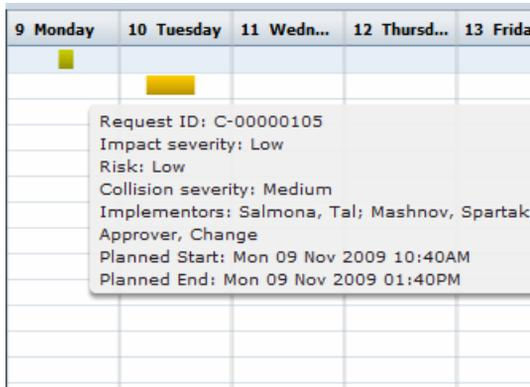 9 Monday 10 Tuesday 11 Wedn... 12 Thursd... 13 Frida
Request ID: C-00000105
Impact severity: Low
Risk: Low
Collision severity: Medium
Implementors: Salmona, Tal; Mashnov, Spartak
Approver, Change
Planned Start: Mon 09 Nov 2009 10:40AM
Planned End: Mon 09 Nov 2009 01:40PM